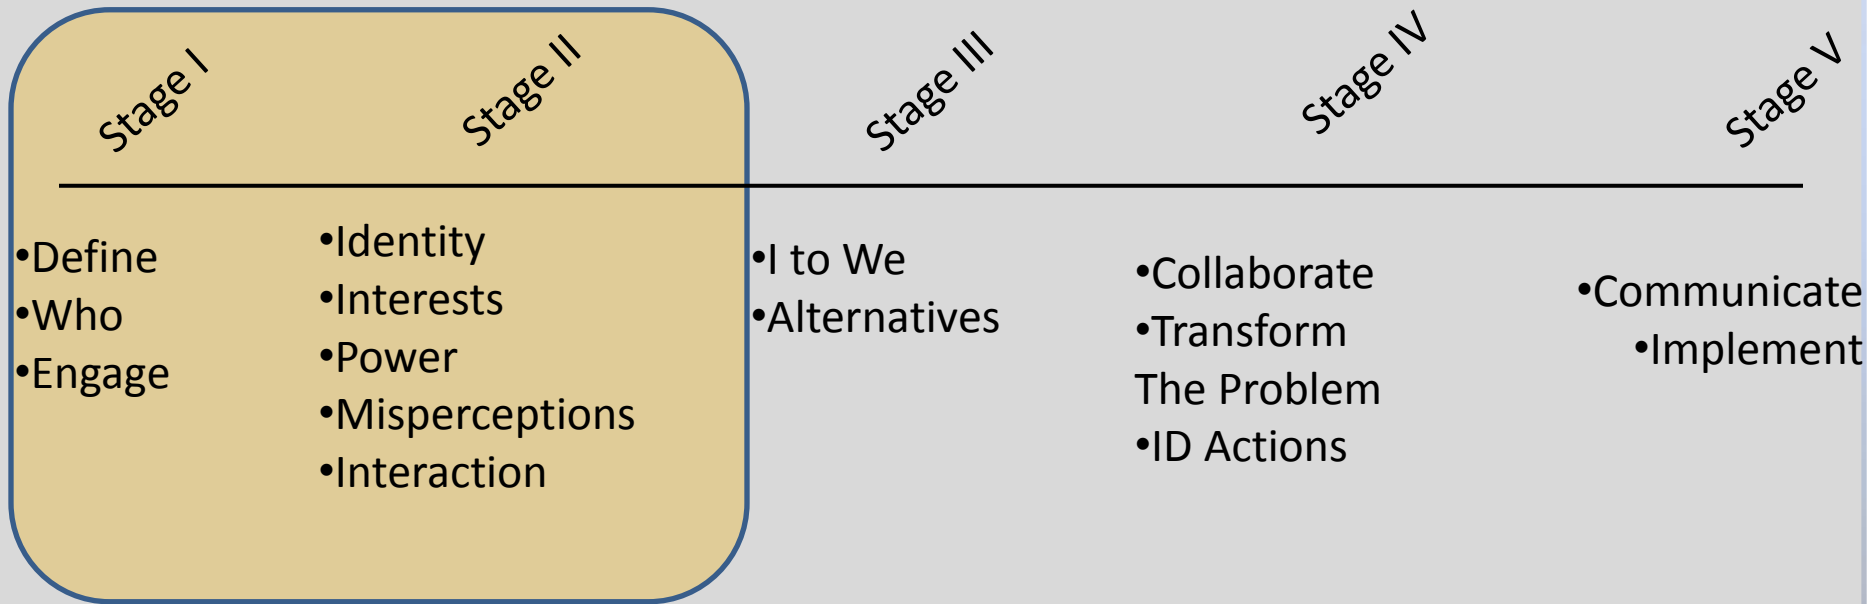 Stage I
Stage II
Stage III
Stage IV
Stage V
•Define
•Who
•Engage
•Identity
•Interests
•Power
•Misperceptions
•Interaction
•I to We
•Alternatives
•Collaborate
•Transform
The Problem
•ID Actions
•Communicate
•Implement